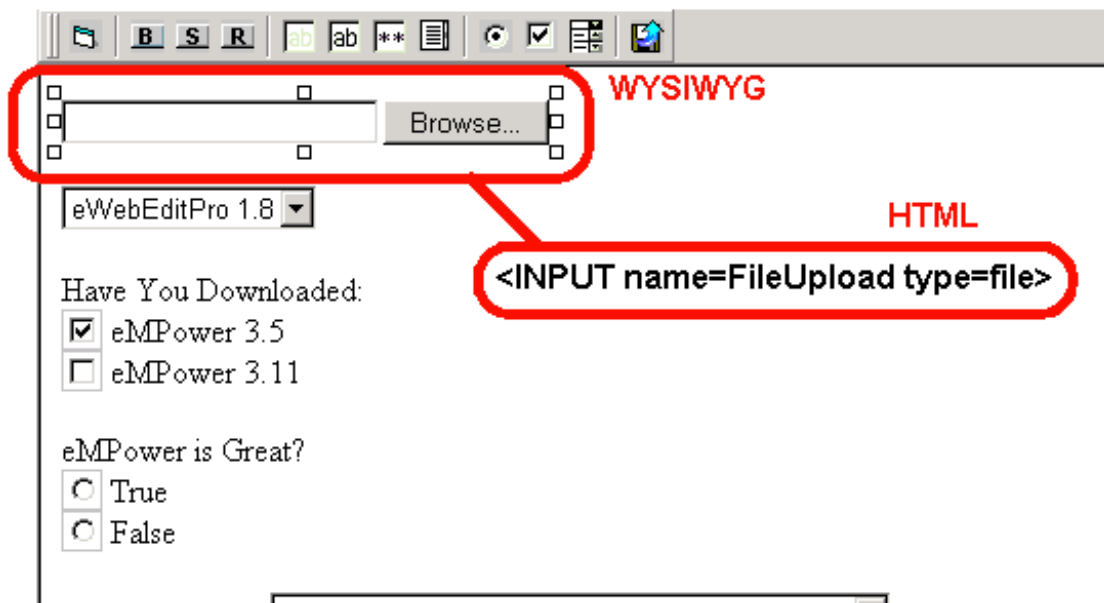 B S R ab ab **
WYSIWYG
Browse...
eWebEditPro 1.8
HTML
<INPUT name=FileUpload type=file>
Have You Downloaded:
eMPower 3.5
eMPower 3.11
eMPower is Great?
True
False